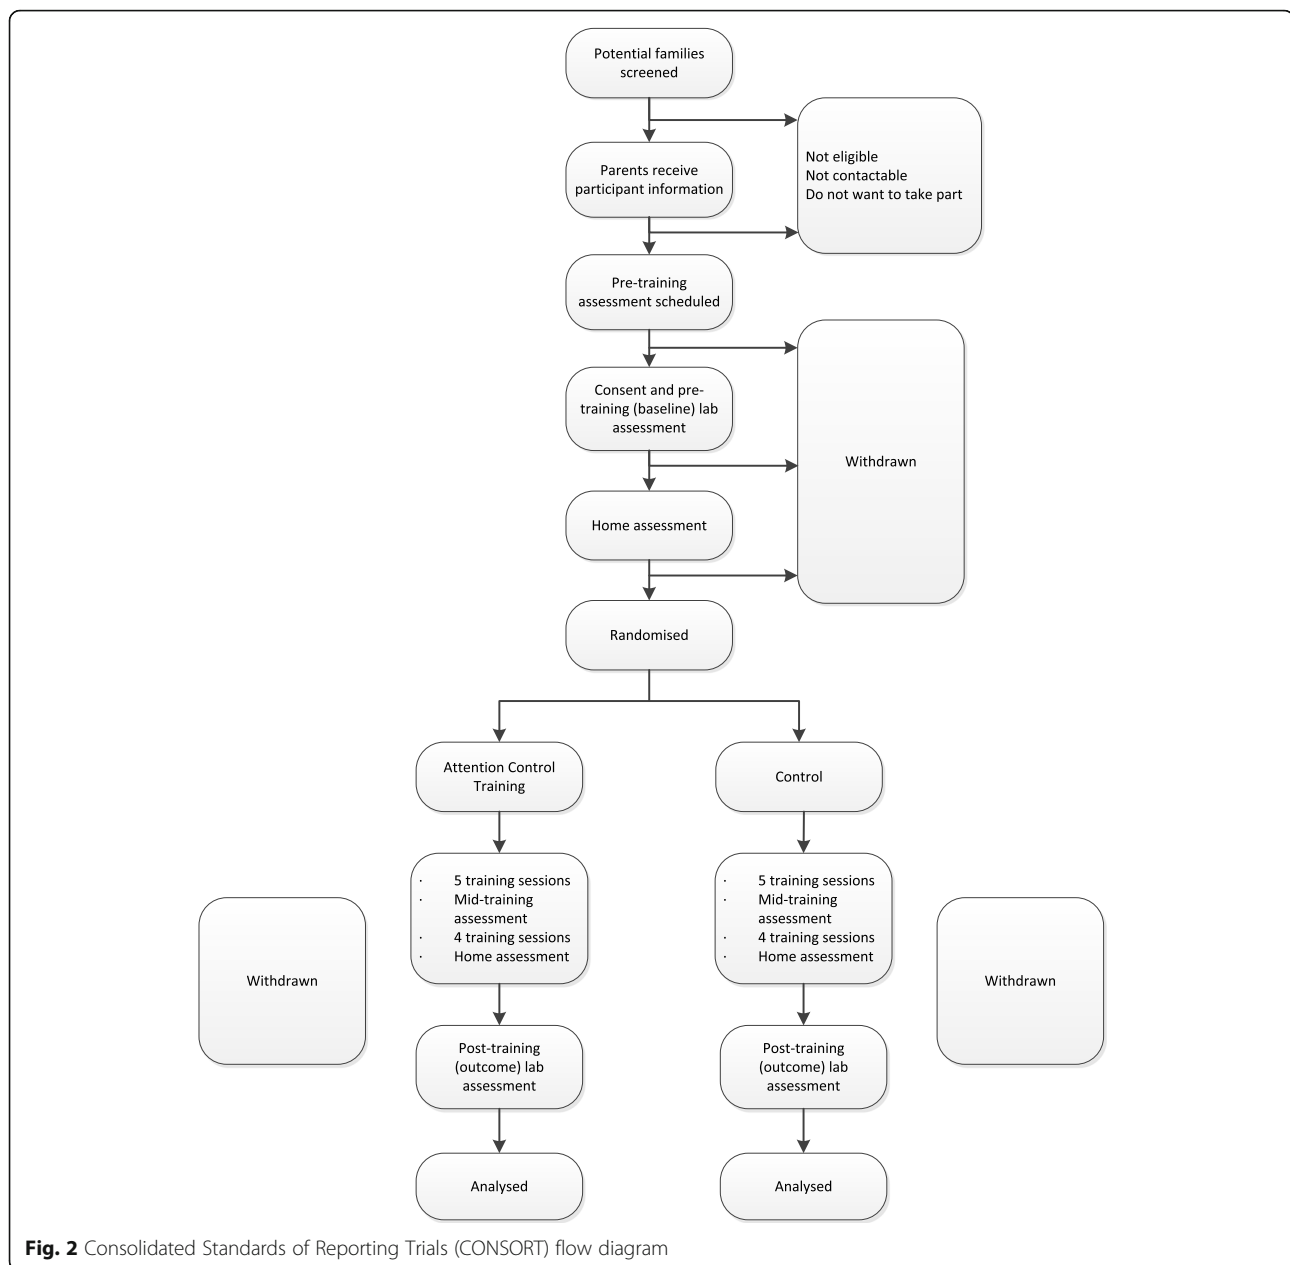 Potential families
screened
Not eligible
Not contactable
Do not want to take part
Parents receive
participant information
Pre-training
assessment scheduled
Consent and pre-
training (baseline) lab
assessment
Withdrawn
Home assessment
Randomised
Attention Control
Training
Control
· 5 training sessions
· Mid-training
assessment
· 4 training sessions
· Home assessment
· 5 training sessions
· Mid-training
assessment
· 4 training sessions
· Home assessment
Withdrawn
Withdrawn
Post-training
(outcome) lab
assessment
Post-training
(outcome) lab
assessment
Analysed
Analysed
Fig. 2 Consolidated Standards of Reporting Trials (CONSORT) flow diagram